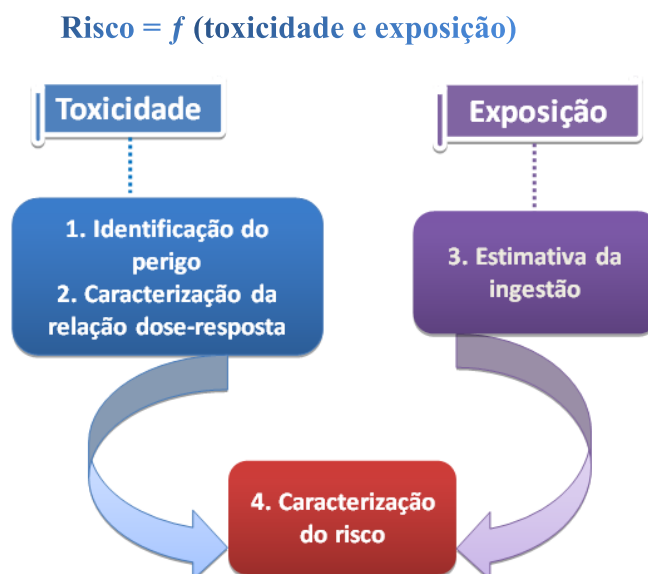 Risco = f (toxicidade e exposição)
Toxicidade
Exposição
1. Identificação do
perigo
2. Caracterização da
relação dose-resposta
3. Estimativa da
ingestão
4. Caracterização
do risco